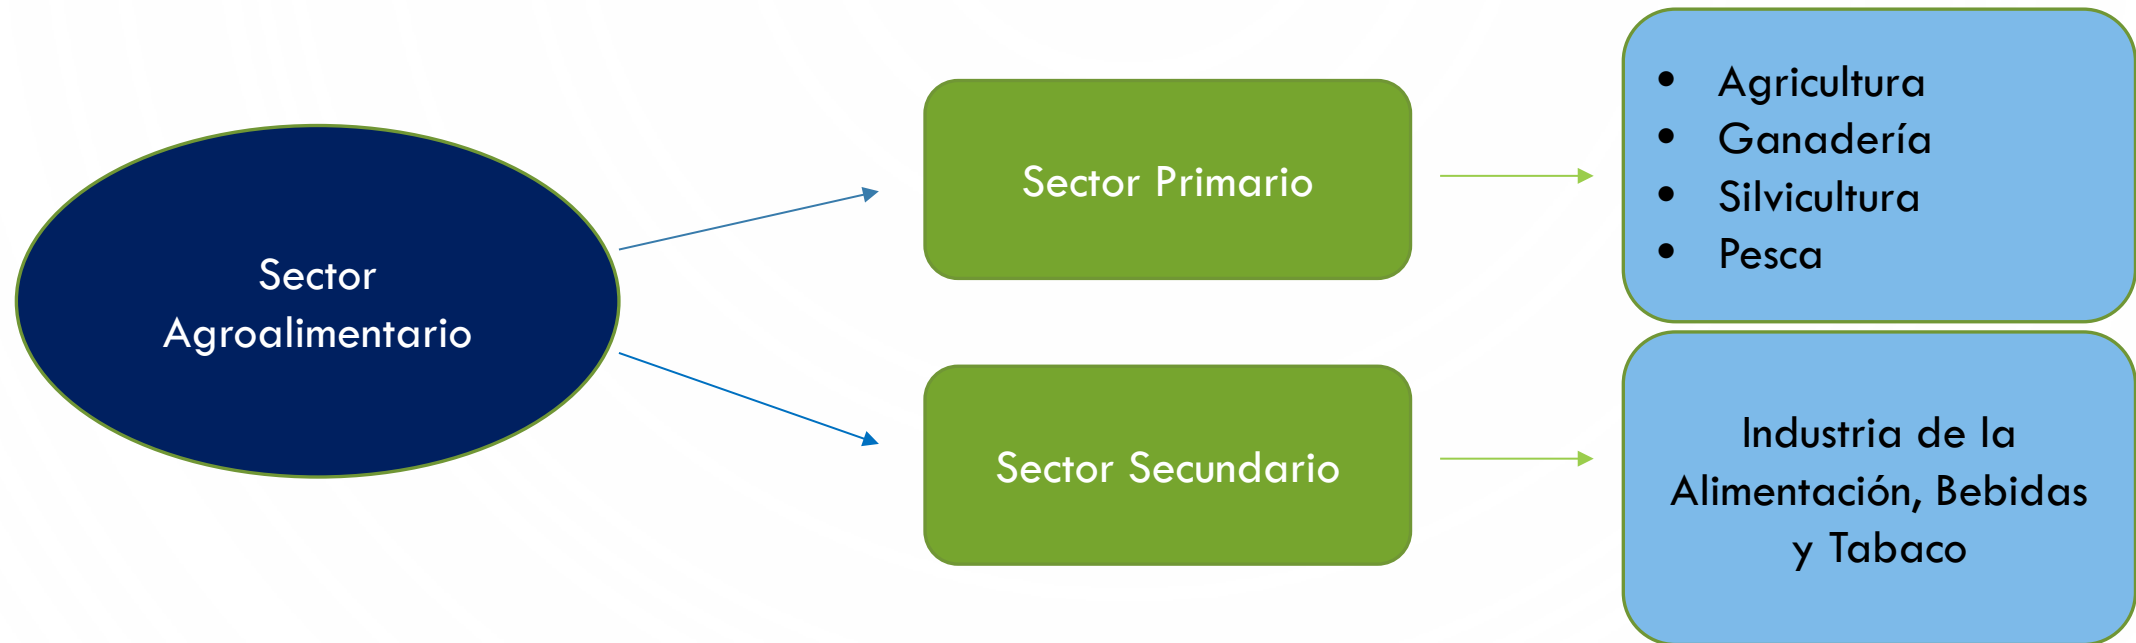 Sector
Agroalimentario
Sector Primario
• Agricultura
• Ganadería
• Silvicultura
• Pesca
Sector Secundario
Industria de la
Alimentación, Bebidas
y Tabaco